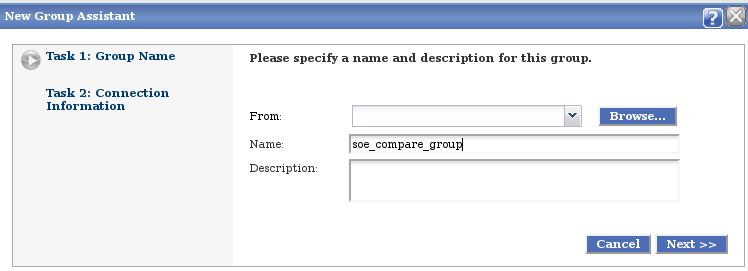 New Group Assistant
?
Task 1: Group Name
Task 2: Connection
Information
Please specify a name and description for this group.
From:
Browse...
Name:
soe_compare_group
Description:
Cancel
Next >>